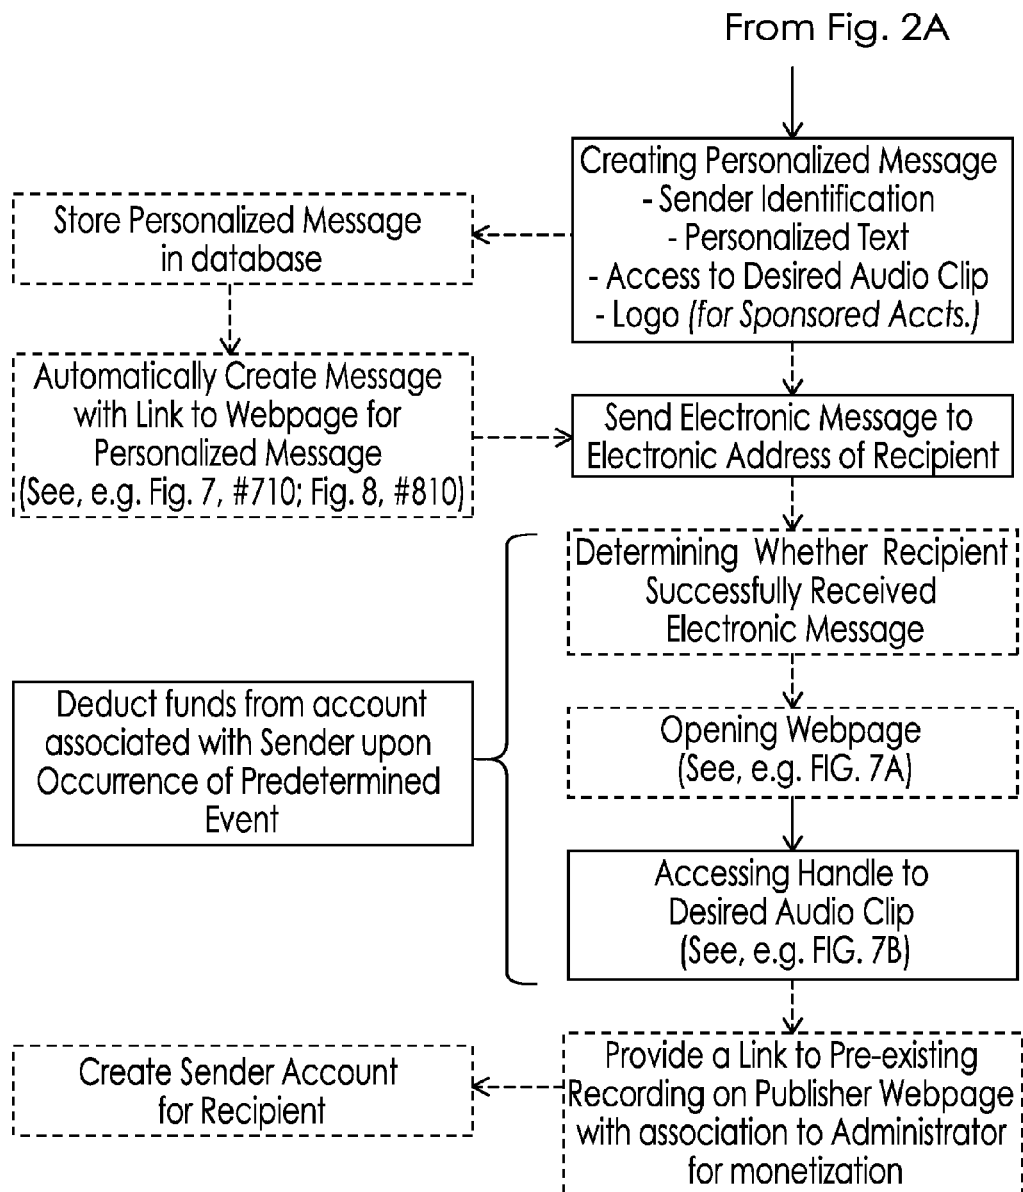 From Fig. 2A
Creating Personalized Message
- Sender Identification
- Personalized Text
- Access to Desired Audio Clip
- Logo (for Sponsored Accts.)
Store Personalized Message
in database
Automatically Create Message
with Link to Webpage for
Personalized Message
(See, e.g. Fig. 7, #710; Fig. 8, #810)
Send Electronic Message to
Electronic Address of Recipient
Determining Whether Recipient
Successfully Received
Electronic Message
Deduct funds from account
associated with Sender upon
Occurrence of Predetermined
Event
Opening Webpage
(See, e.g. FIG. 7A)
Accessing Handle to
Desired Audio Clip
(See, e.g. FIG. 7B)
Provide a Link to Pre-existing
Recording on Publisher Webpage
with association to Administrator
for monetization
Create Sender Account
for Recipient